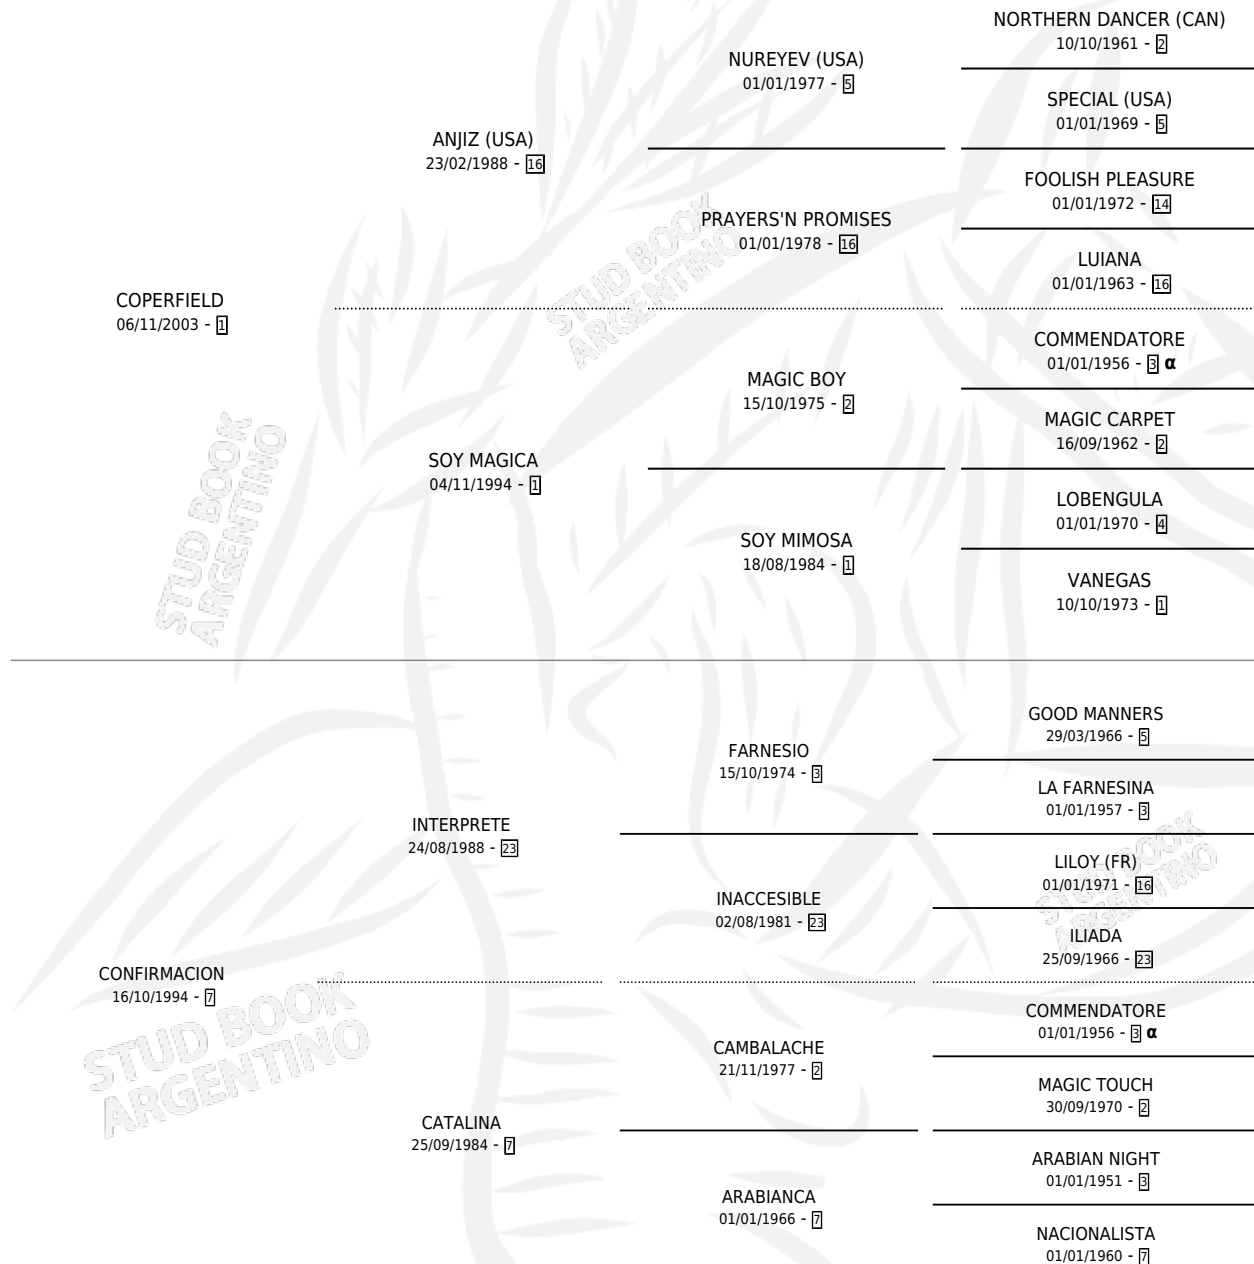 NORTHERN DANCER (CAN)
10/10/1961 - 2
NUREYEV (USA)
01/01/1977 - 5
SPECIAL (USA)
01/01/1969 - 5
ANJIZ (USA)
23/02/1988 - 16
FOOLISH PLEASURE
01/01/1972 - 14
PRAYERS'N PROMISES
01/01/1978 - 16
LUIANA
01/01/1963 - 16
STUD BOOK
ARGENTINO
COPERFIELD
06/11/2003 - 1
COMMENDATORE
01/01/1956 - 3 α
MAGIC BOY
15/10/1975 - 2
MAGIC CARPET
16/09/1962 - 2
SOY MAGICA
04/11/1994 - 1
LOBENGULA
01/01/1970 - 4
SOY MIMOSA
18/08/1984 - 1
VANEGAS
10/10/1973 - 1
STUD BOOK
ARGENTINO
GOOD MANNERS
29/03/1966 - 5
FARNESIO
15/10/1974 - 3
LA FARNESINA
01/01/1957 - 3
INTERPRETE
24/08/1988 - 23
LILOY (FR)
01/01/1971 - 16
INACCESIBLE
02/08/1981 - 23
ILIADA
25/09/1966 - 23
STUD BOOK
ARGENTINO
CONFIRMACION
16/10/1994 - 7
COMMENDATORE
01/01/1956 - 3 α
CAMBALACHE
21/11/1977 - 2
MAGIC TOUCH
30/09/1970 - 2
STUD BOOK
ARGENTINO
CATALINA
25/09/1984 - 7
ARABIAN NIGHT
01/01/1951 - 3
ARABIANCA
01/01/1966 - 7
NACIONALISTA
01/01/1960 - 7